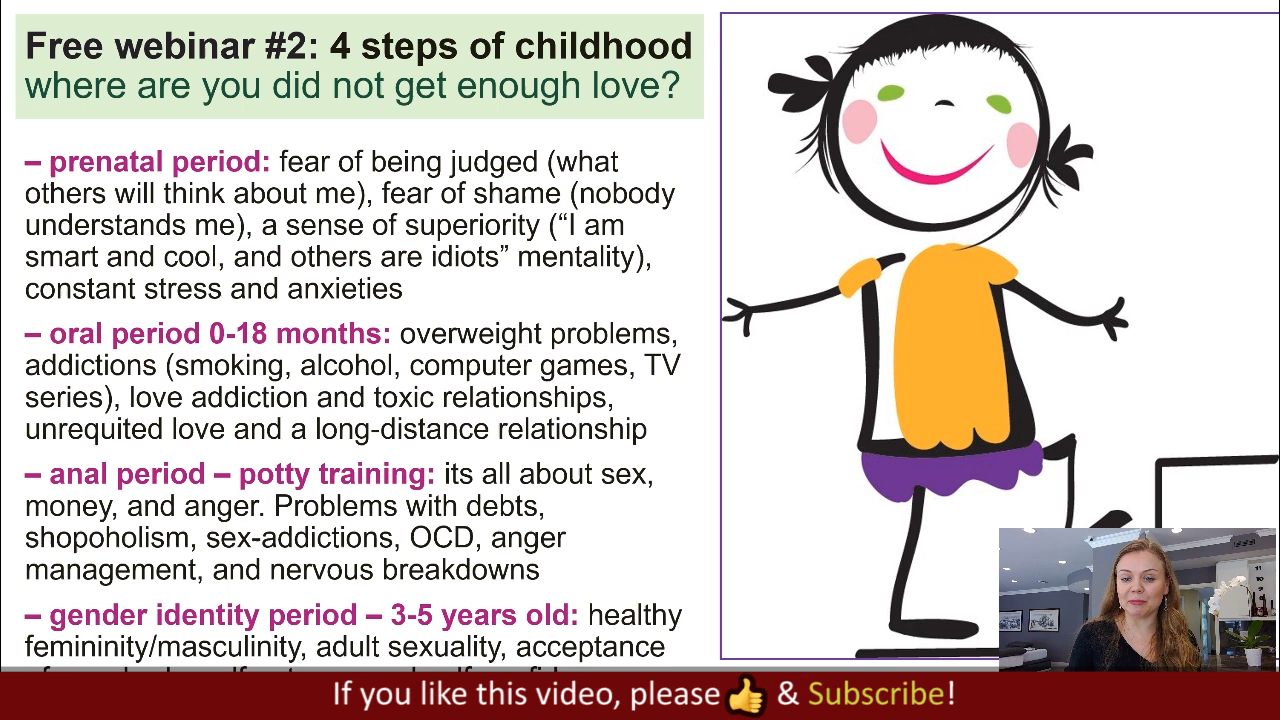 Free webinar #2: 4 steps of childhood
where are you did not get enough love?
– prenatal period: fear of being judged (what
others will think about me), fear of shame (nobody
understands me), a sense of superiority (“I am
smart and cool, and others are idiots” mentality),
constant stress and anxieties
– oral period 0-18 months: overweight problems,
addictions (smoking, alcohol, computer games, TV
series), love addiction and toxic relationships,
unrequited love and a long-distance relationship
– anal period – potty training: its all about sex,
money, and anger. Problems with debts,
shopoholism, sex-addictions, OCD, anger
management, and nervous breakdowns
– gender identity period – 3-5 years old: healthy
femininity/masculinity, adult sexuality, acceptance
If you like this video, please 👍 & Subscribe!